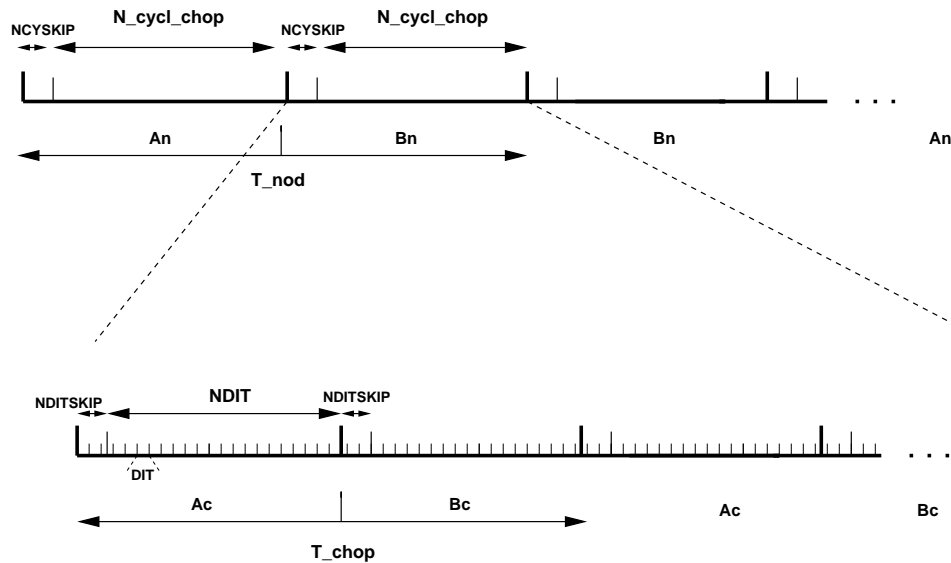 N_cycl_chop N_cycl_chop
NCYSKIP NCYSKIP
. . .
An Bn Bn An
T_nod
NDITSKIP NDIT NDITSKIP
DIT
. . . .
Ac Bc Ac Bc
T_chop